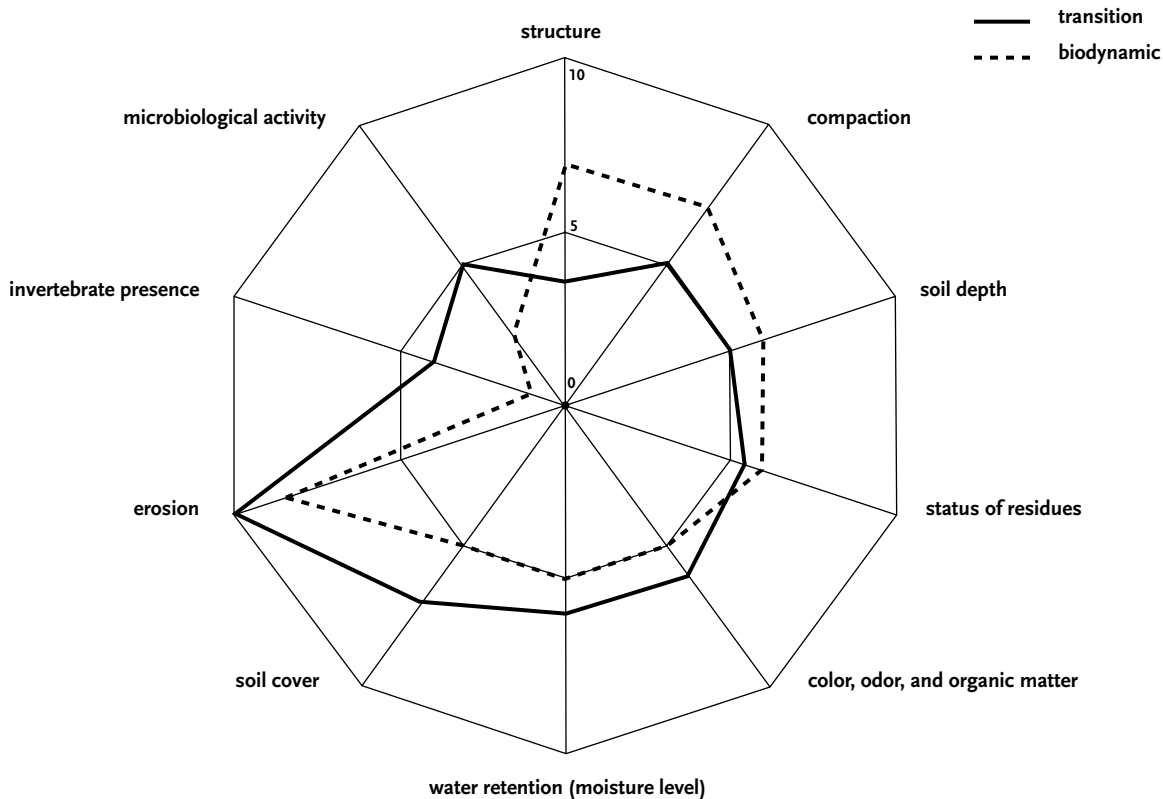 transition
biodynamic
structure
10
microbiological activity
compaction
5
invertebrate presence
soil depth
0
erosion
status of residues
soil cover
color, odor, and organic matter
water retention (moisture level)